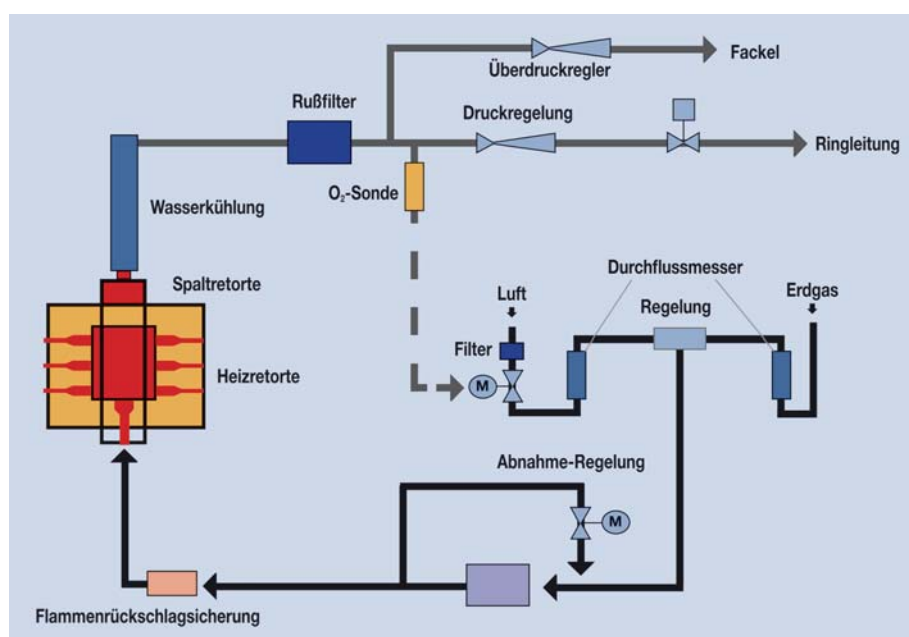 Fackel
Überdruckregler
Rußfilter
Druckregelung
Ringleitung
O₂-Sonde
Wasserkühlung
Spaltretorte
Durchflussmesser
Luft
Regelung
Erdgas
Filter
Heizretorte
M
Abnahme-Regelung
M
Flammenrückschlagsicherung